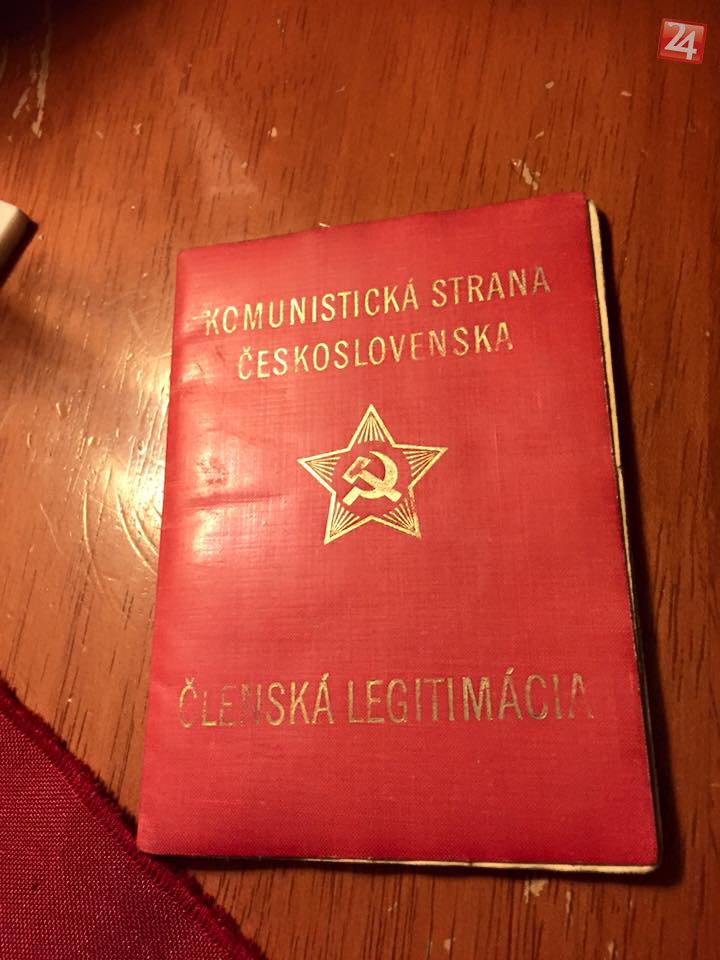 24
KOMUNISTICKÁ STRANA
ČESKOSLOVENSKA
ČLENSKÁ LEGITIMÁCIA